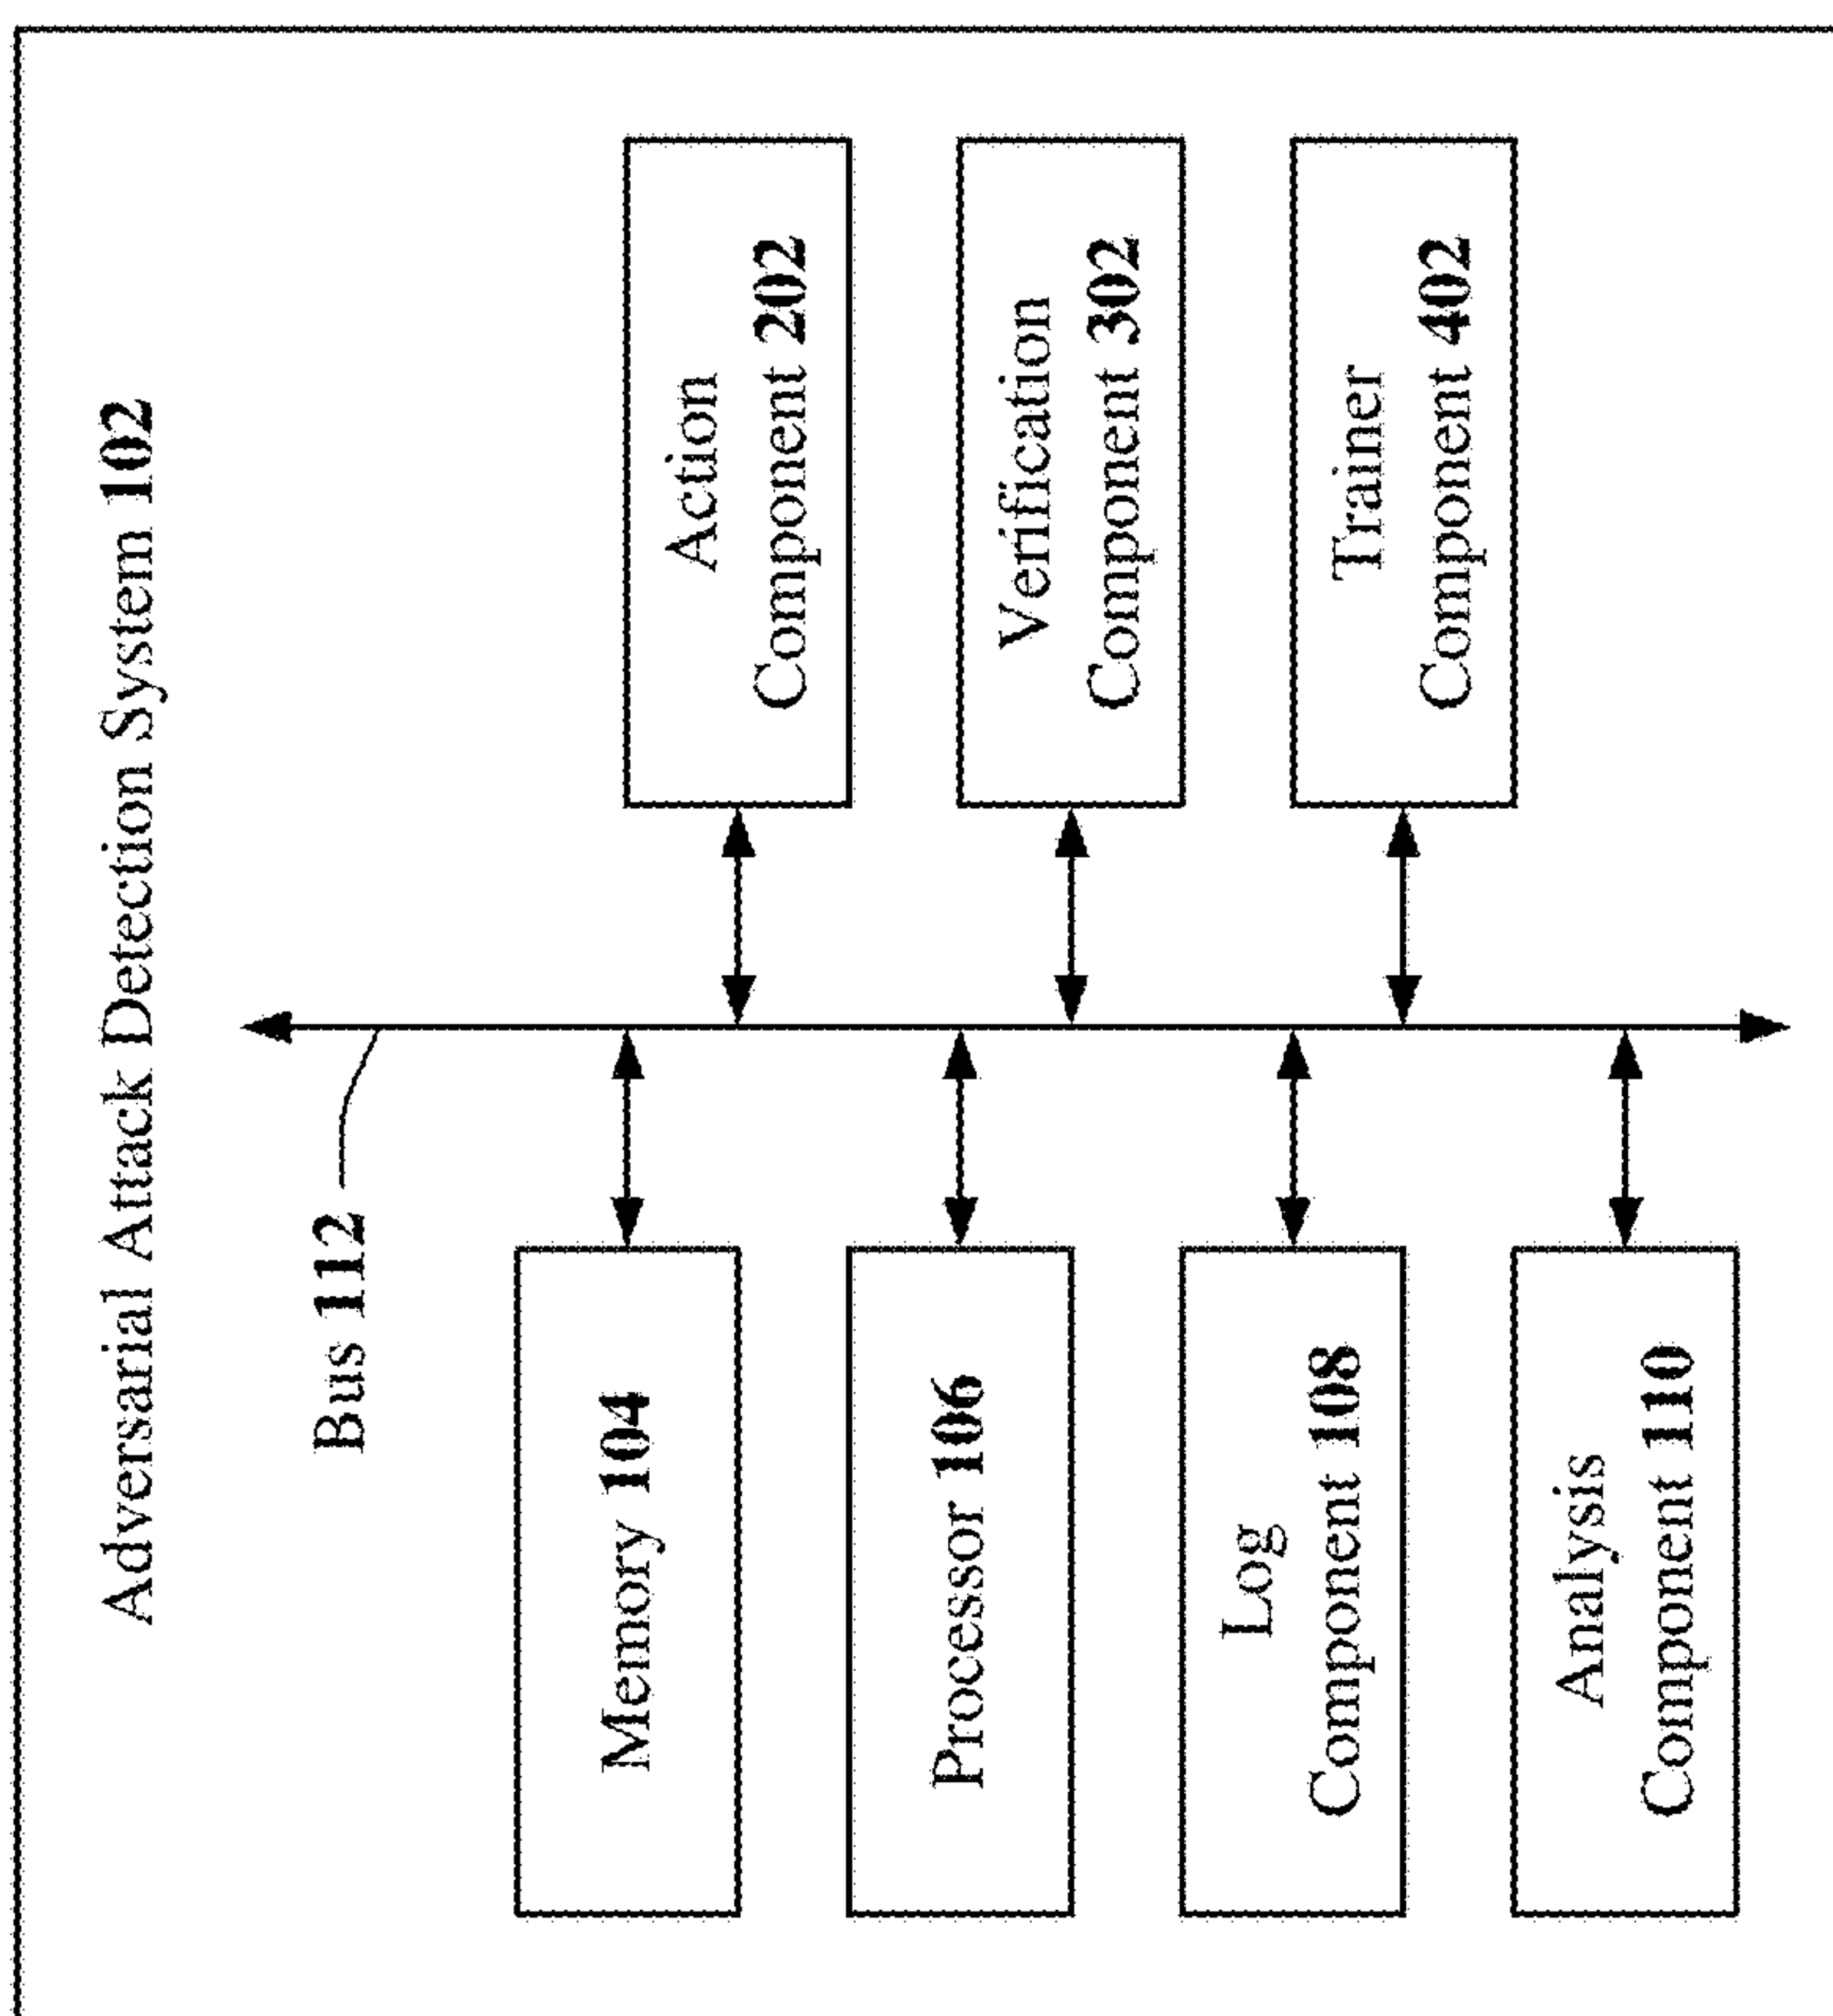 Adversarial Attack Detection System 102
Bus 112
Memory 104
Processor 106
Log
Component 108
Analysis
Component 110
Action
Component 202
Verification
Component 302
Trainer
Component 402